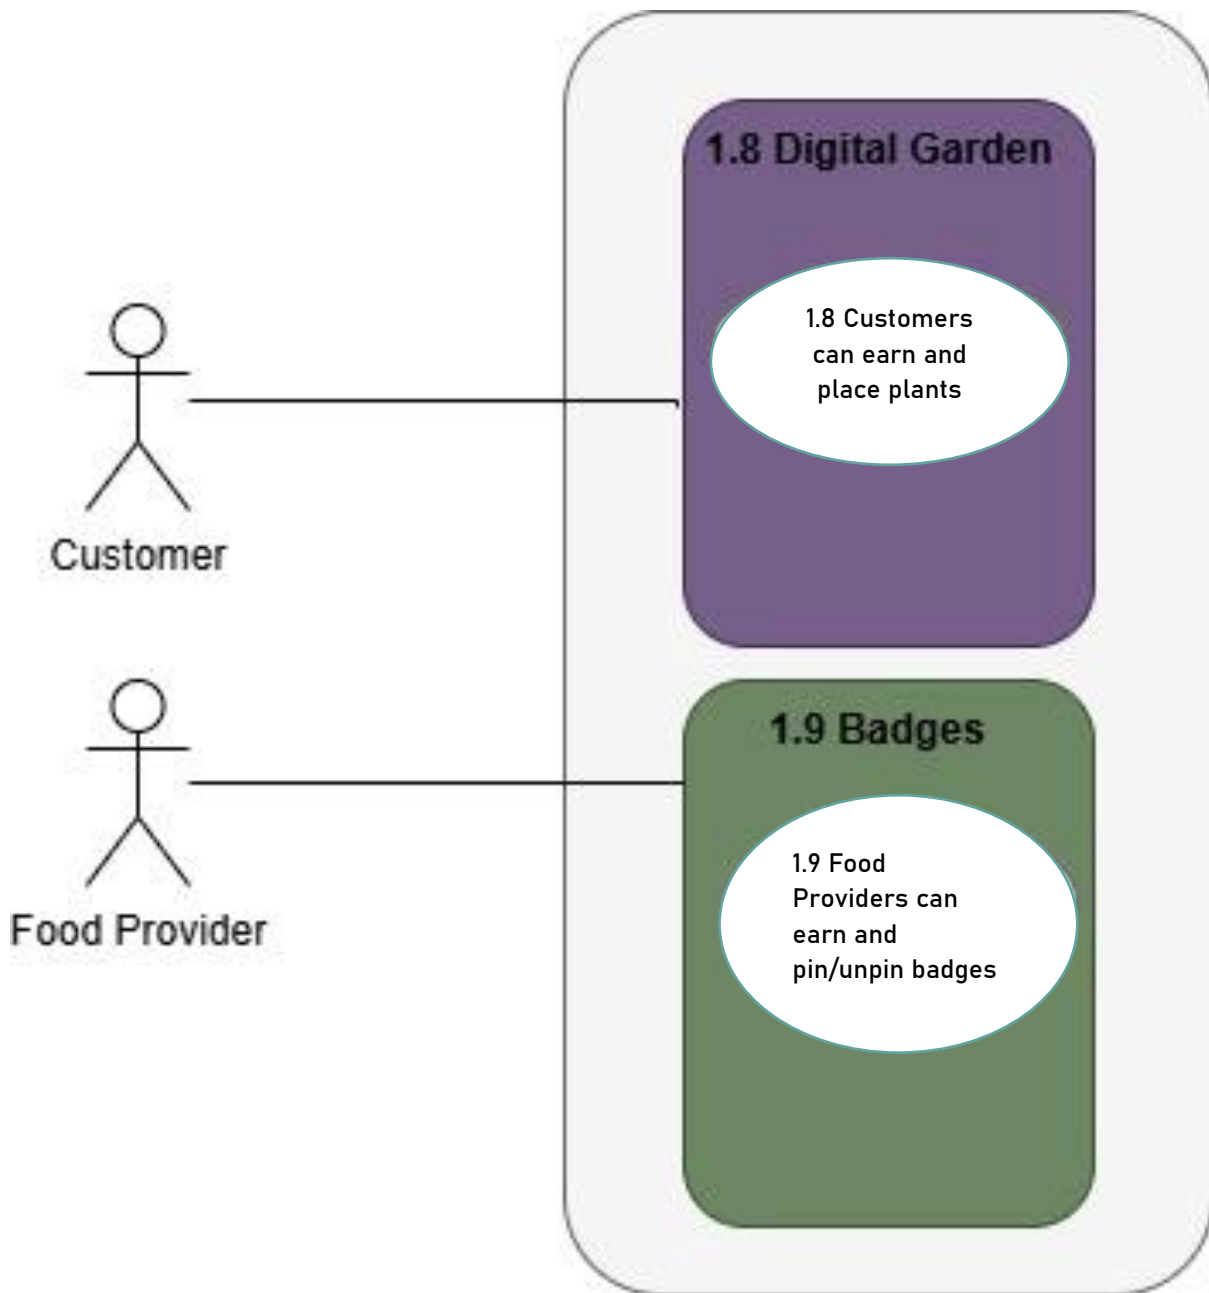 1.8 Digital Garden
1.8 Customers
can earn and
place plants
Customer
1.9 Badges
1.9 Food
Providers can
earn and
pin/unpin badges
Food Provider